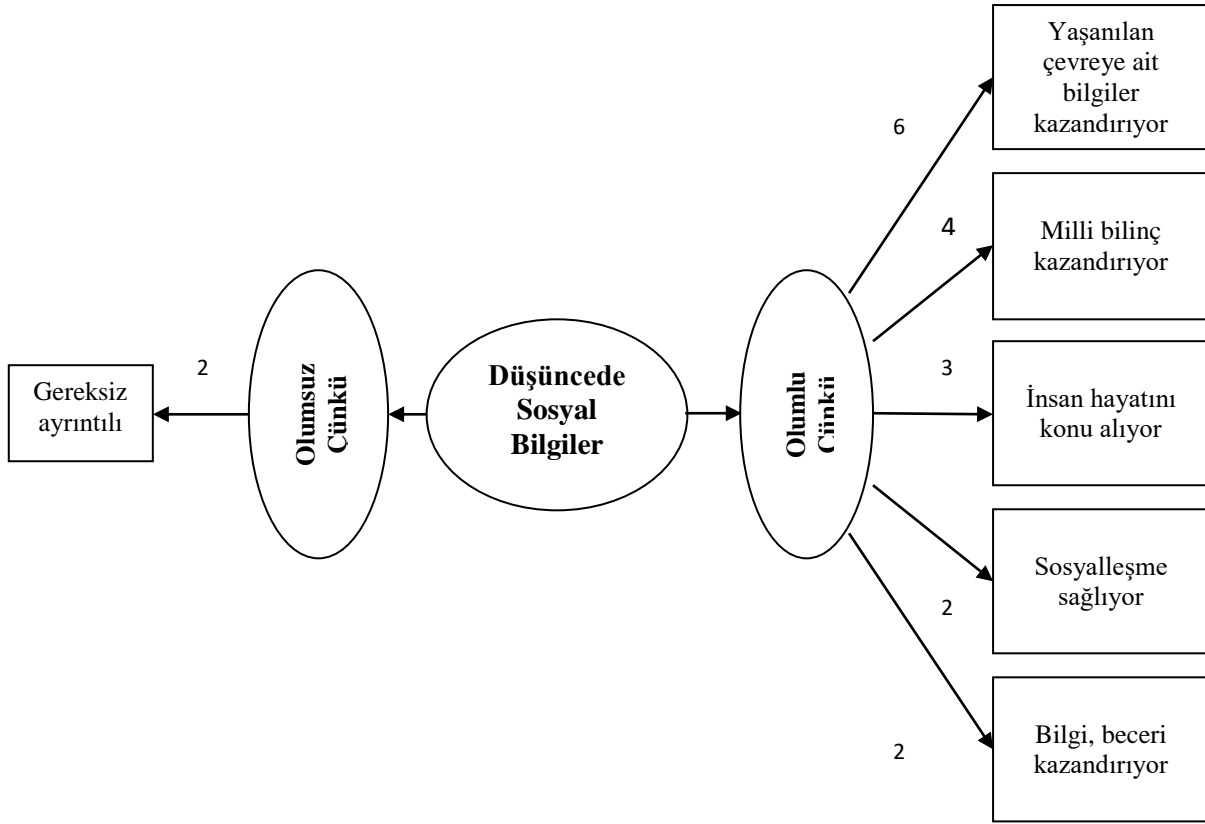 Yaşanılan
çevreye ait
bilgiler
kazandırıyor
6
4
Milli bilinç
kazandırıyor
2
Gereksiz
ayrıntılı
Olumsuz
Çünkü
Düşüncede
Sosyal
Bilgiler
Olumlu
Çünkü
3
İnsan hayatını
konu alıyor
Sosyalleşme
sağlıyor
2
2
Bilgi, beceri
kazandırıyor